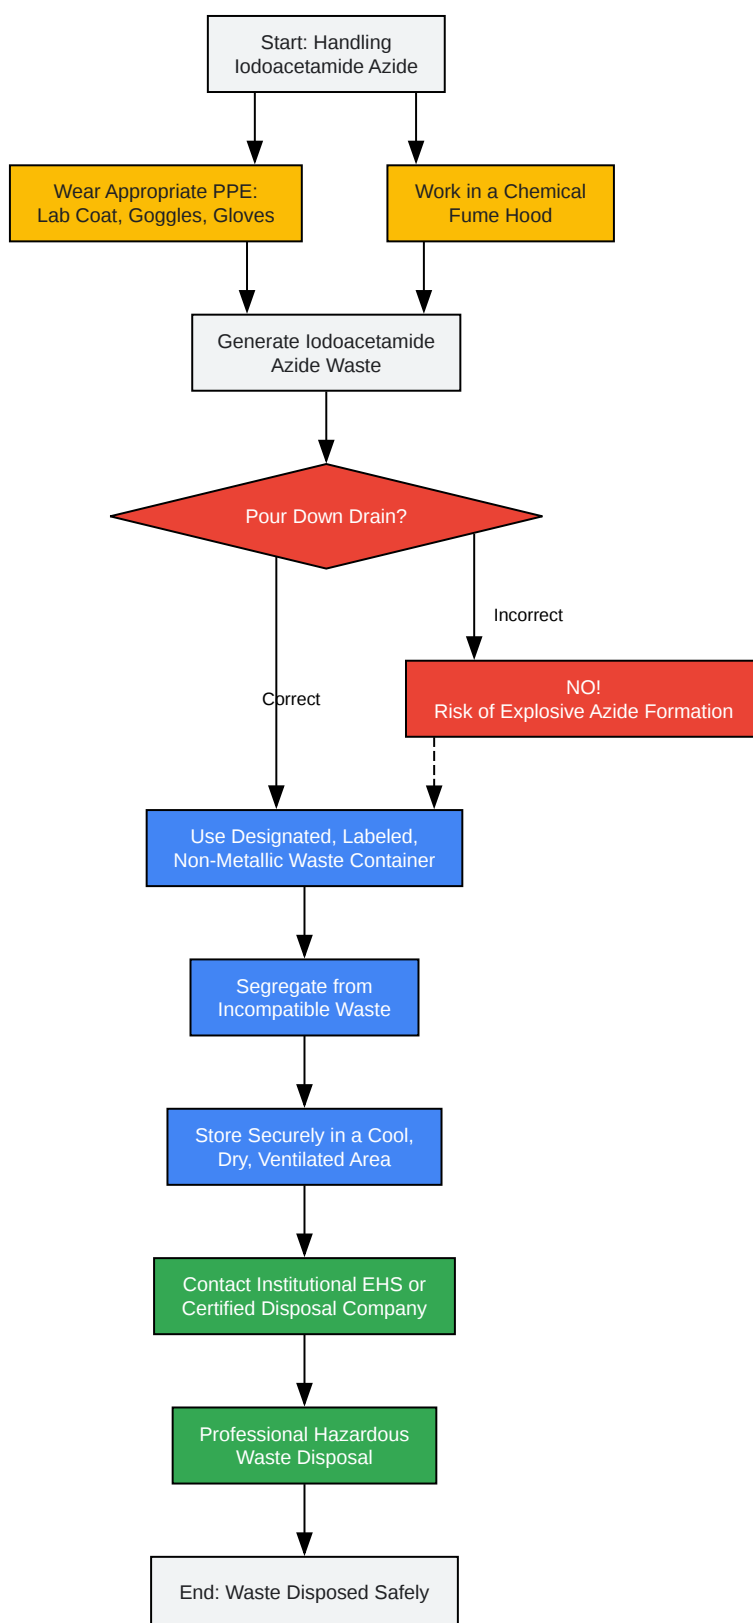 Start: Handling
Iodoacetamide Azide
Wear Appropriate PPE:
Lab Coat, Goggles, Gloves
Work in a Chemical
Fume Hood
Generate Iodoacetamide
Azide Waste
Pour Down Drain?
Incorrect
NO!
Risk of Explosive Azide Formation
Correct
Use Designated, Labeled,
Non-Metallic Waste Container
Segregate from
Incompatible Waste
Store Securely in a Cool,
Dry, Ventilated Area
Contact Institutional EHS or
Certified Disposal Company
Professional Hazardous
Waste Disposal
End: Waste Disposed Safely